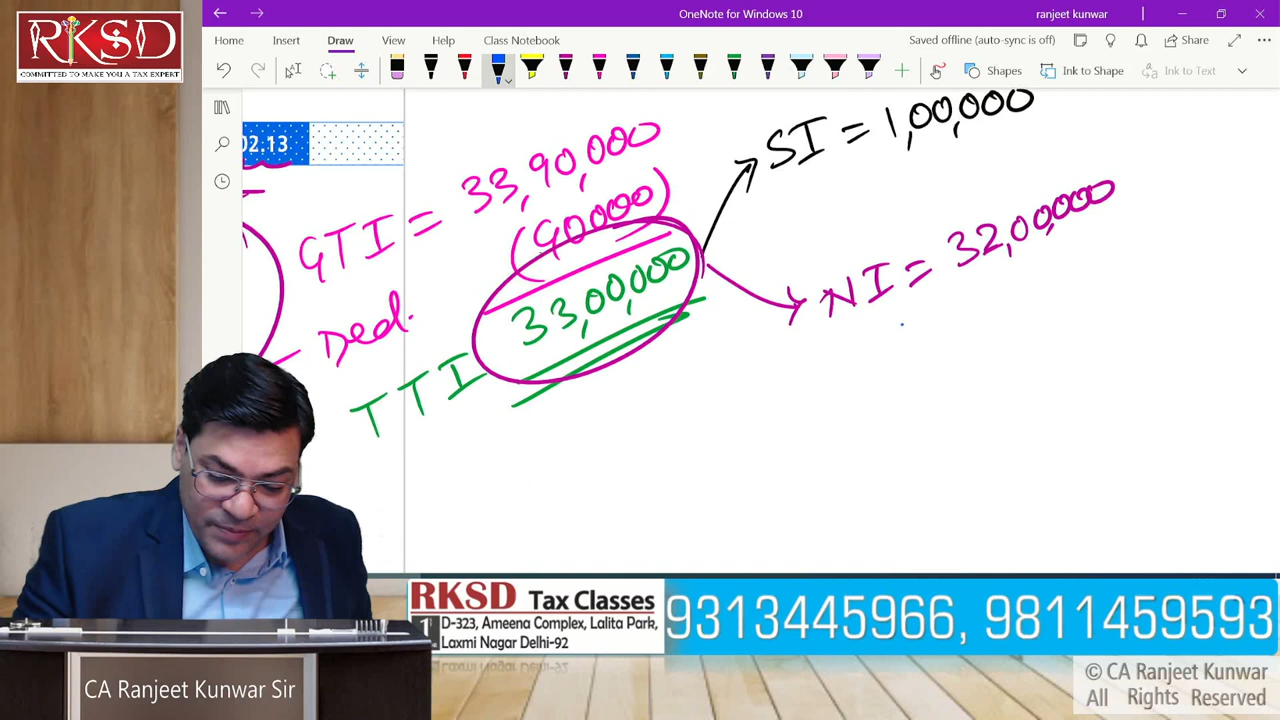 RKSD
COMMITTED TO MAKE YOU A TAX EXPERT
OneNote for Windows 10
ranjeet kunwar
Home Insert Draw View Help Class Notebook
Saved offline (auto-sync is off) Share
Shapes Ink to Shape Ink to Text
02.13
GTI = 33,90,000
(90000)
Ded.
TTI 33,00,000
SI = 1,00,000
NI = 32,00,000
CA Ranjeet Kunwar Sir
RKSD Tax Classes
D-323, Ameena Complex, Lalita Park,
Laxmi Nagar Delhi-92
9313445966, 9811459593
© CA Ranjeet Kunwar
All Rights Reserved